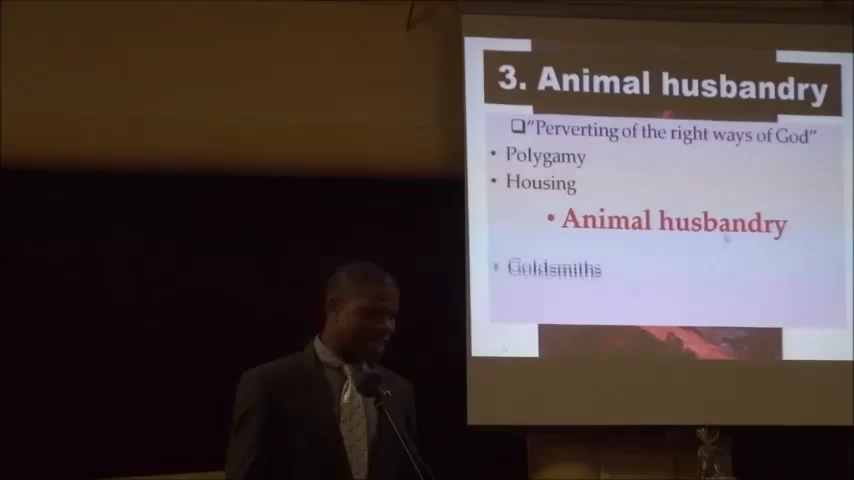 3. Animal husbandry
❑"Perverting of the right ways of God"
• Polygamy
• Housing
• Animal husbandry
• Goldsmiths